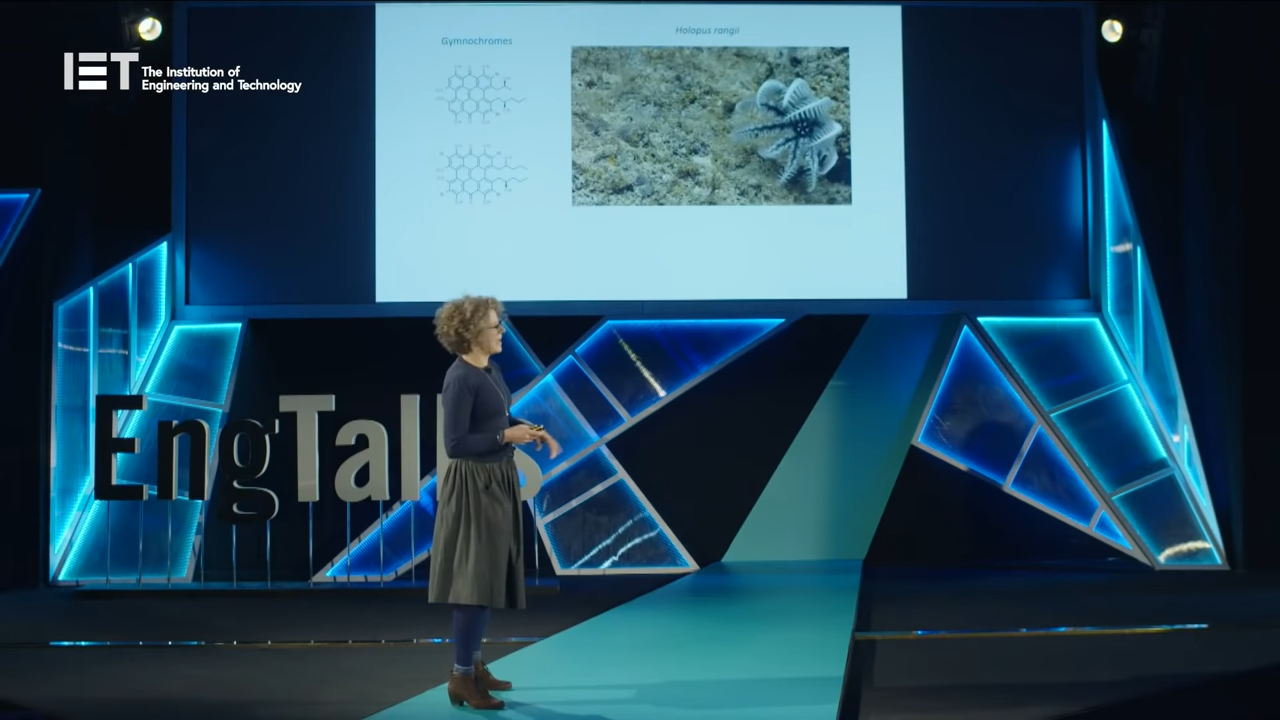 IET The Institution of
Engineering and Technology
Gymnochromes
Holopus rangii
EngTalks